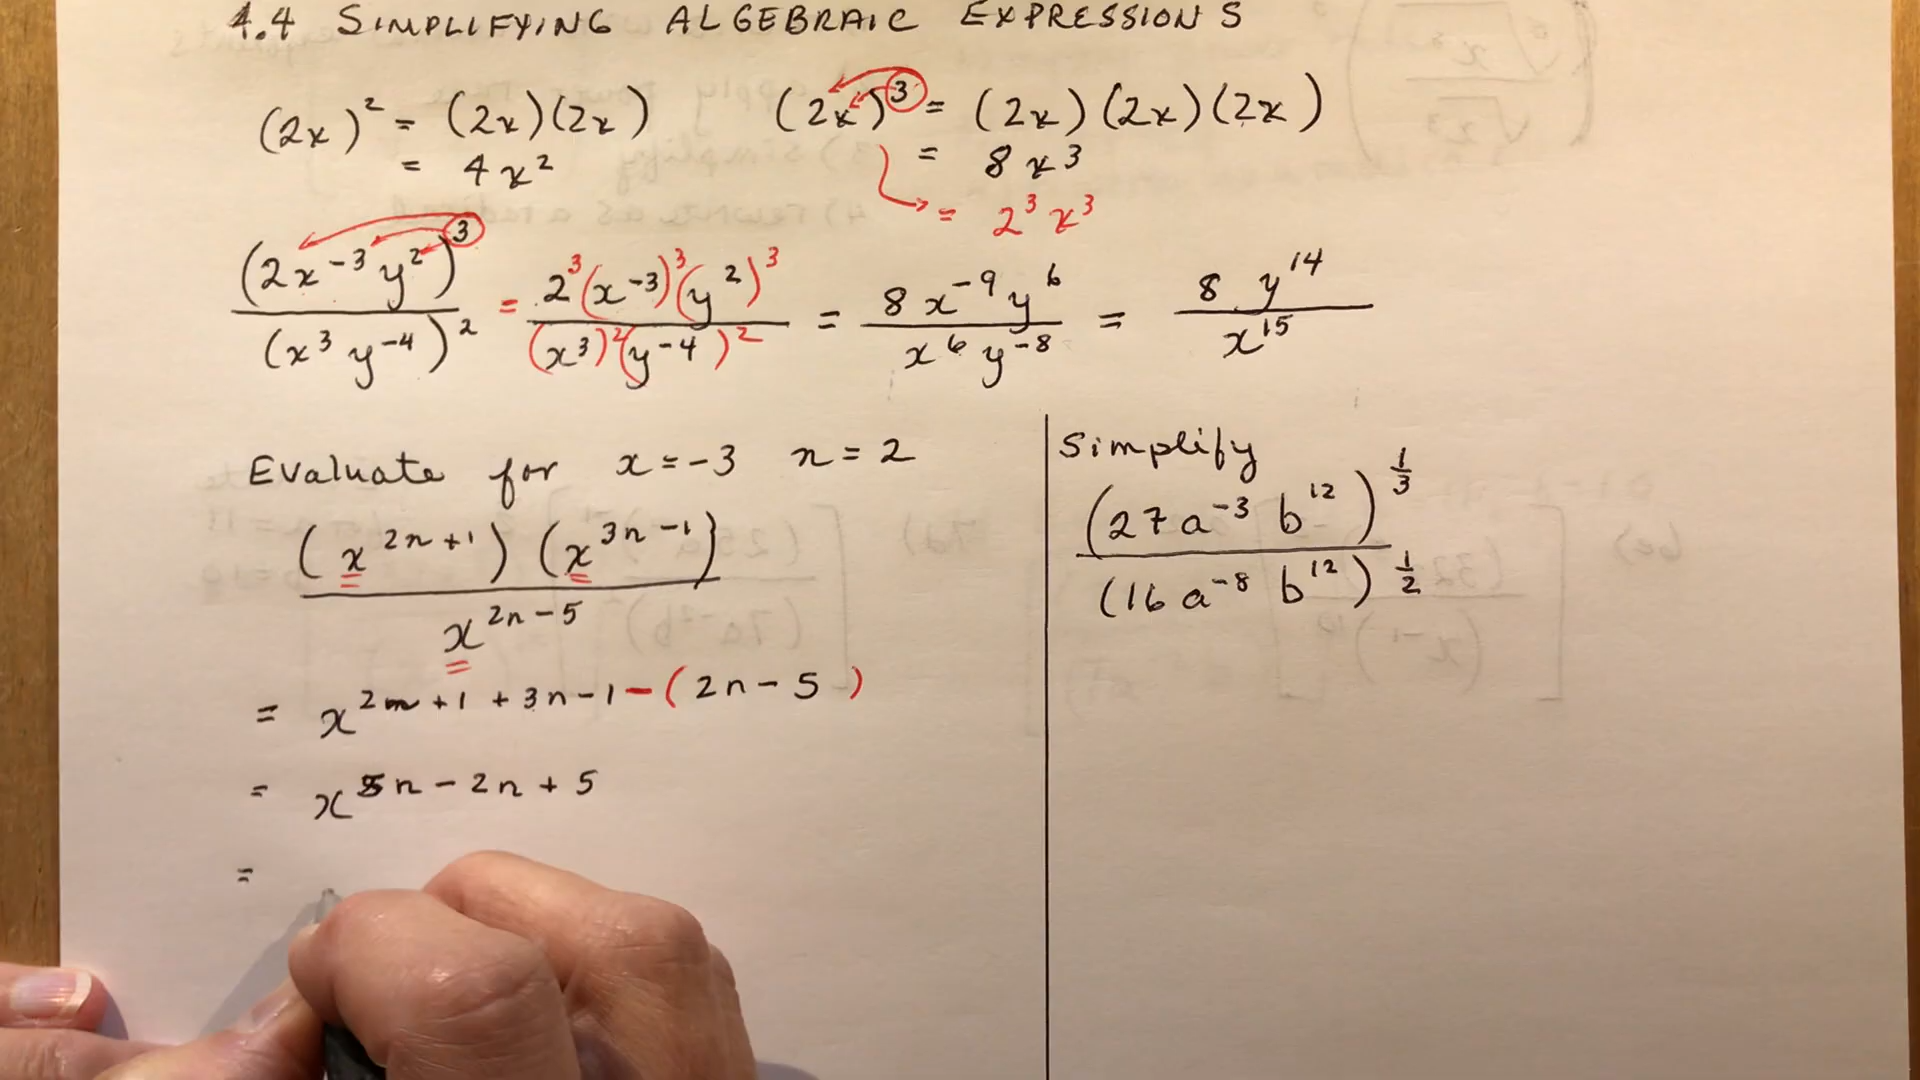 4.4 SIMPLIFYING ALGEBRAIC EXPRESSIONS
(2x)² = (2x)(2x)
= 4x²
(2x)³ = (2x)(2x)(2x)
= 8x³
= 2³x³
(2x⁻³y²)³ / (x³y⁻⁴)² = 2³(x⁻³)³(y²)³ / (x³)²(y⁻⁴)² = 8x⁻⁹y⁶ / x⁶y⁻⁸ = 8y¹⁴ / x¹⁵
Evaluate for x = -3 n = 2
(x²ⁿ⁺¹)(x³ⁿ⁻¹) / x²ⁿ⁻⁵
= x²ⁿ⁺¹⁺³ⁿ⁻¹⁻⁽²ⁿ⁻⁵⁾
= x⁵ⁿ⁻²ⁿ⁺⁵
=
Simplify
(27a⁻³b¹²)^(1/3) / (16a⁻⁸b¹²)^(1/2)